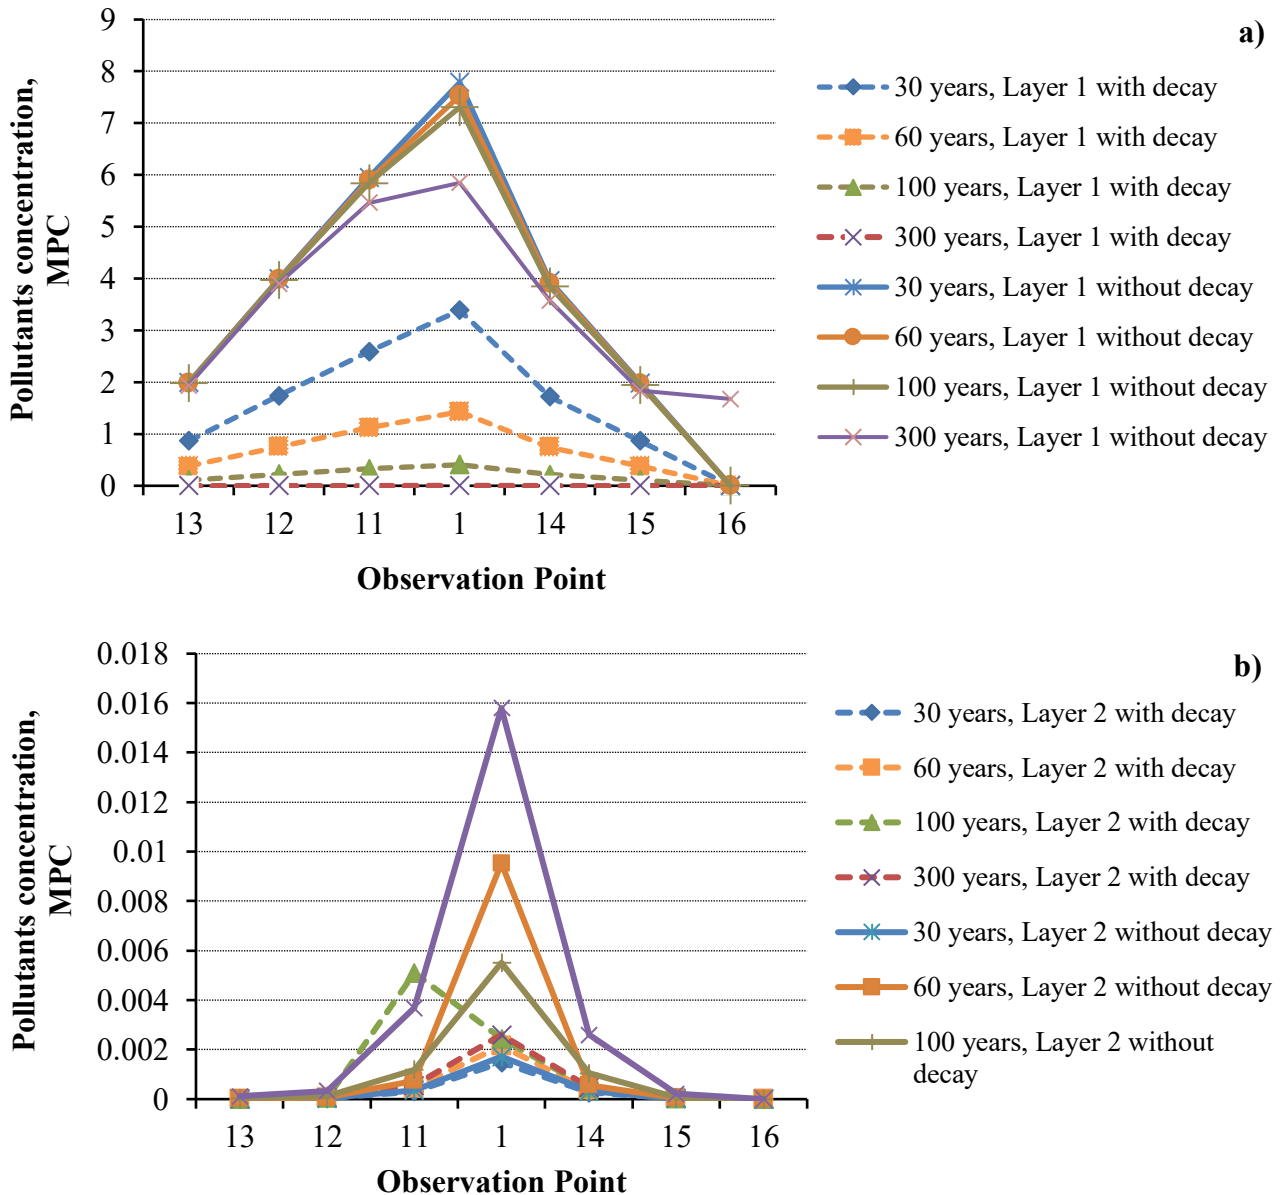 a)
9
8
7
6
5
4
3
2
1
0
Pollutants concentration,
MPC
13 12 11 1 14 15 16
Observation Point
30 years, Layer 1 with decay
60 years, Layer 1 with decay
100 years, Layer 1 with decay
300 years, Layer 1 with decay
30 years, Layer 1 without decay
60 years, Layer 1 without decay
100 years, Layer 1 without decay
300 years, Layer 1 without decay
b)
0.018
0.016
0.014
0.012
0.01
0.008
0.006
0.004
0.002
0
Pollutants concentration,
MPC
13 12 11 1 14 15 16
Observation Point
30 years, Layer 2 with decay
60 years, Layer 2 with decay
100 years, Layer 2 with decay
300 years, Layer 2 with decay
30 years, Layer 2 without decay
60 years, Layer 2 without decay
100 years, Layer 2 without
decay